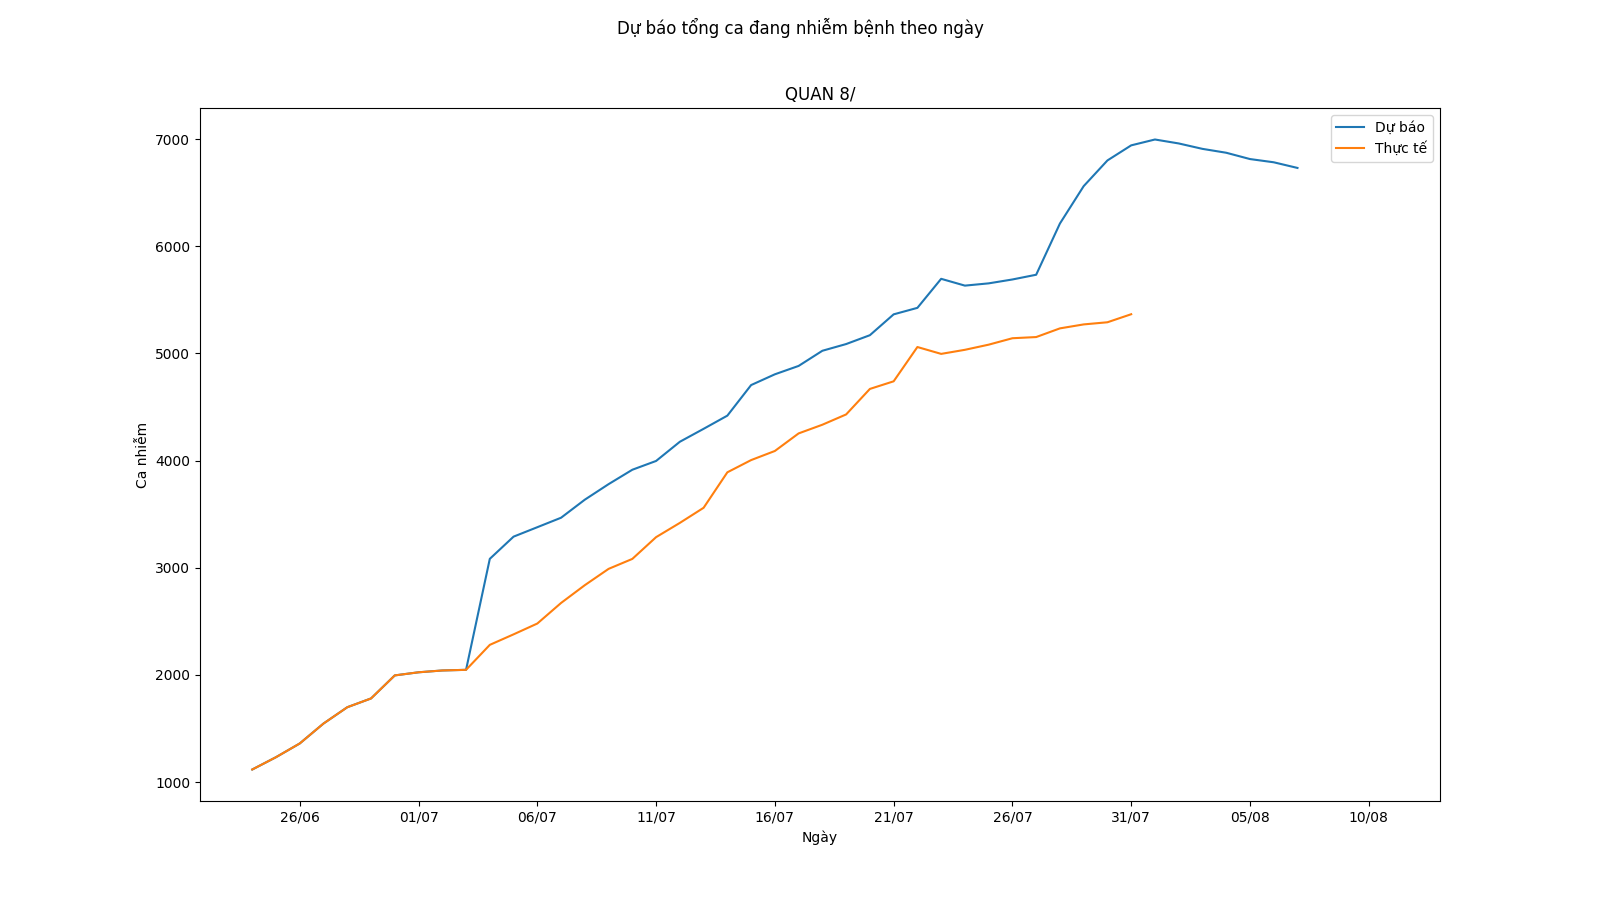 Dự báo tổng ca đang nhiễm bệnh theo ngày
QUAN 8/
Dự báo
Thực tế
7000
6000
5000
4000
3000
2000
1000
Ca nhiễm
26/06 01/07 06/07 11/07 16/07 21/07 26/07 31/07 05/08 10/08
Ngày